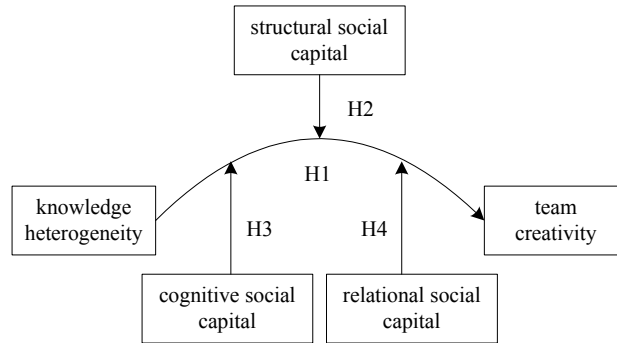 structural social
capital
H2
H1
knowledge
heterogeneity
team
creativity
H3
H4
cognitive social
capital
relational social
capital